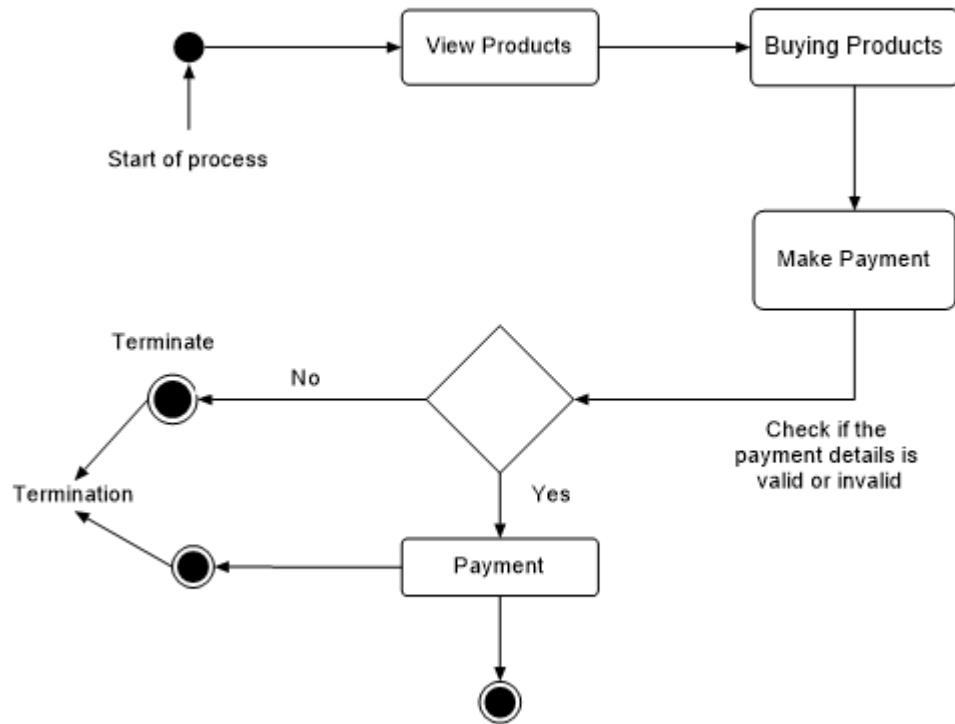 View Products
Buying Products
Start of process
Make Payment
Terminate
No
Check if the
payment details is
valid or invalid
Termination
Yes
Payment